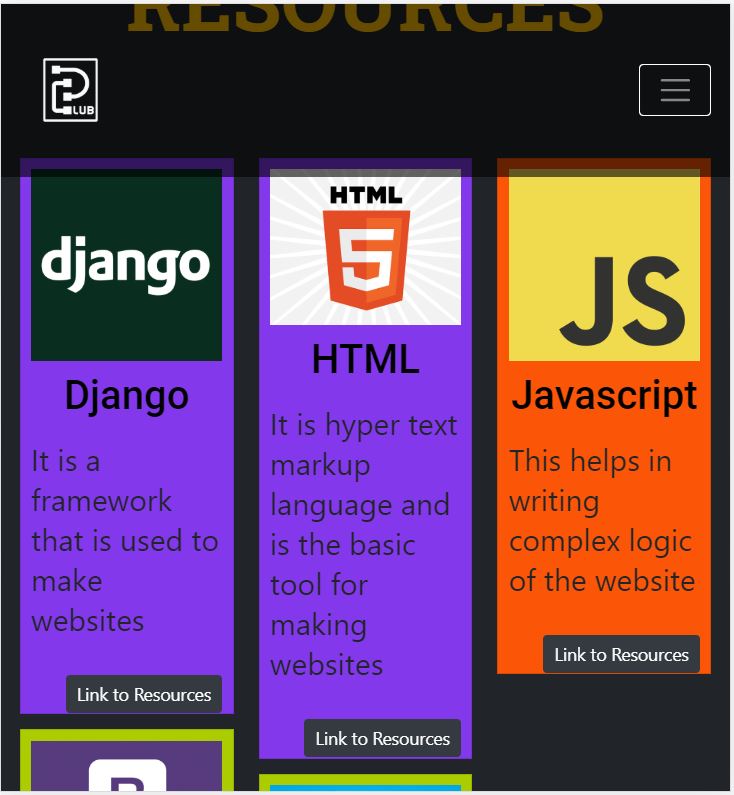 RESOURCES
LUB
django
Django
It is a
framework
that is used to
make
websites
Link to Resources
HTML
5
HTML
It is hyper text
markup
language and
is the basic
tool for
making
websites
Link to Resources
JS
Javascript
This helps in
writing
complex logic
of the website
Link to Resources
B